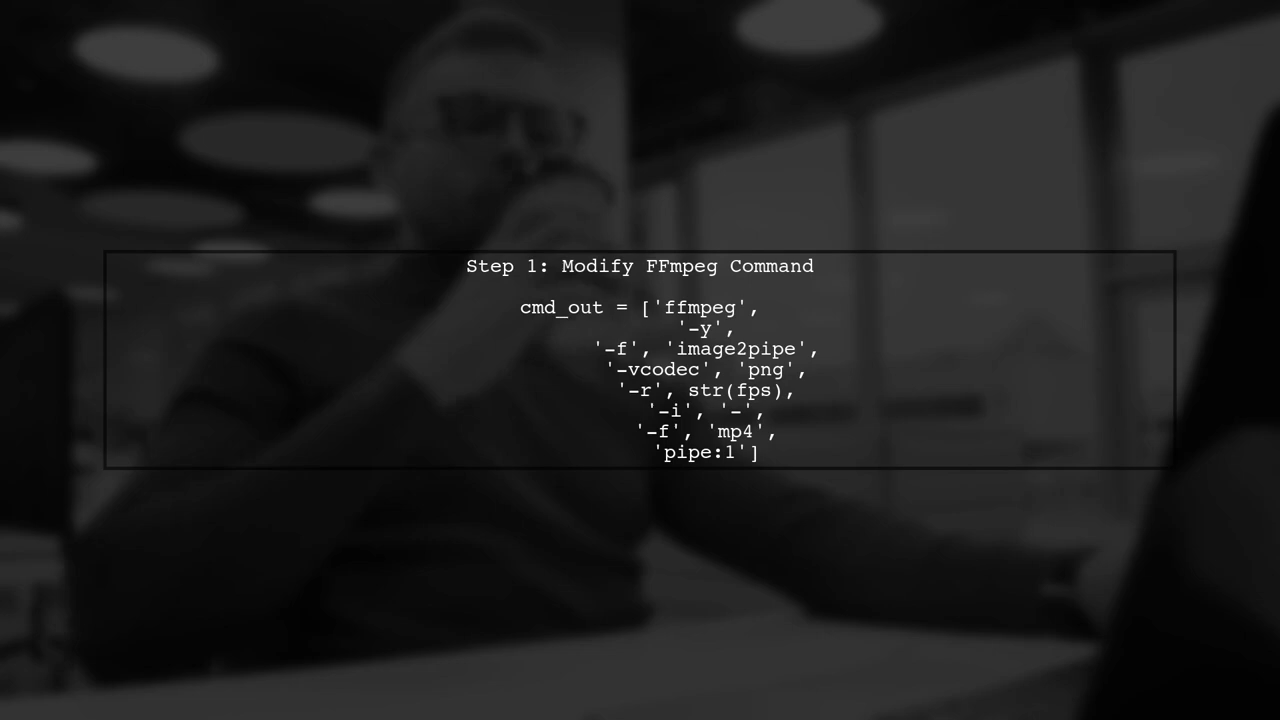 Step 1: Modify FFmpeg Command
cmd_out = ['ffmpeg',
'-y',
'-f', 'image2pipe',
'-vcodec', 'png',
'-r', str(fps),
'-i', '-',
'-f', 'mp4',
'pipe:1']